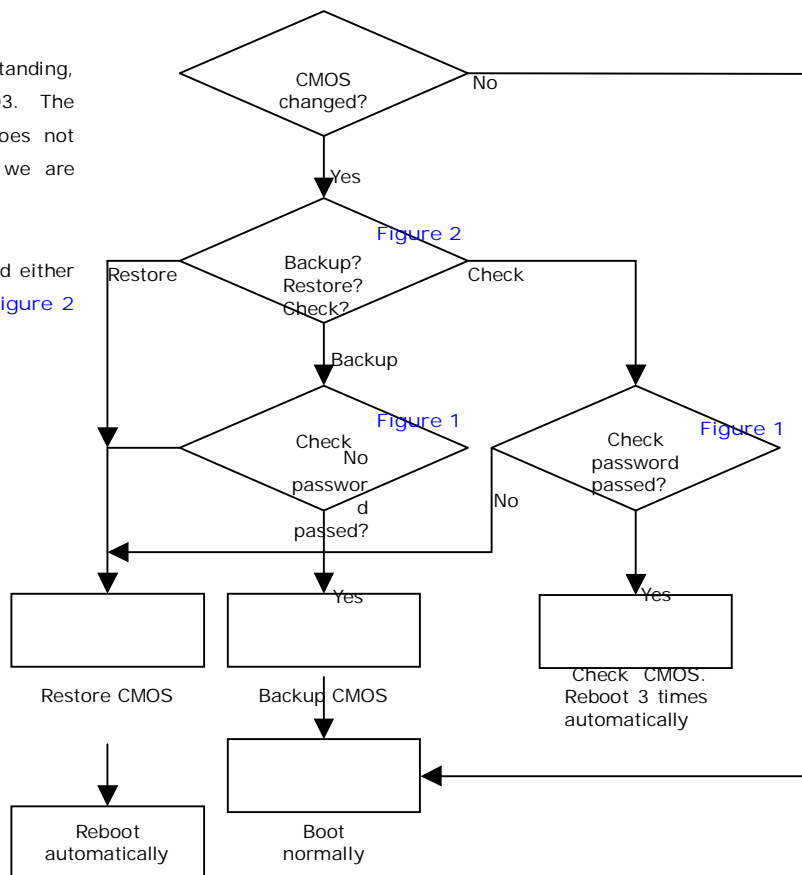 tanding,
3. The
oes not
we are
d either
igure 2
CMOS
changed?
No
Yes
Figure 2
Backup?
Restore?
Check?
Restore
Check
Backup
Figure 1
Check
No
passwor
d
passed?
Figure 1
Check
password
passed?
No
Yes
Yes
Restore CMOS
Backup CMOS
Check CMOS.
Reboot 3 times
automatically
Reboot
automatically
Boot
normally